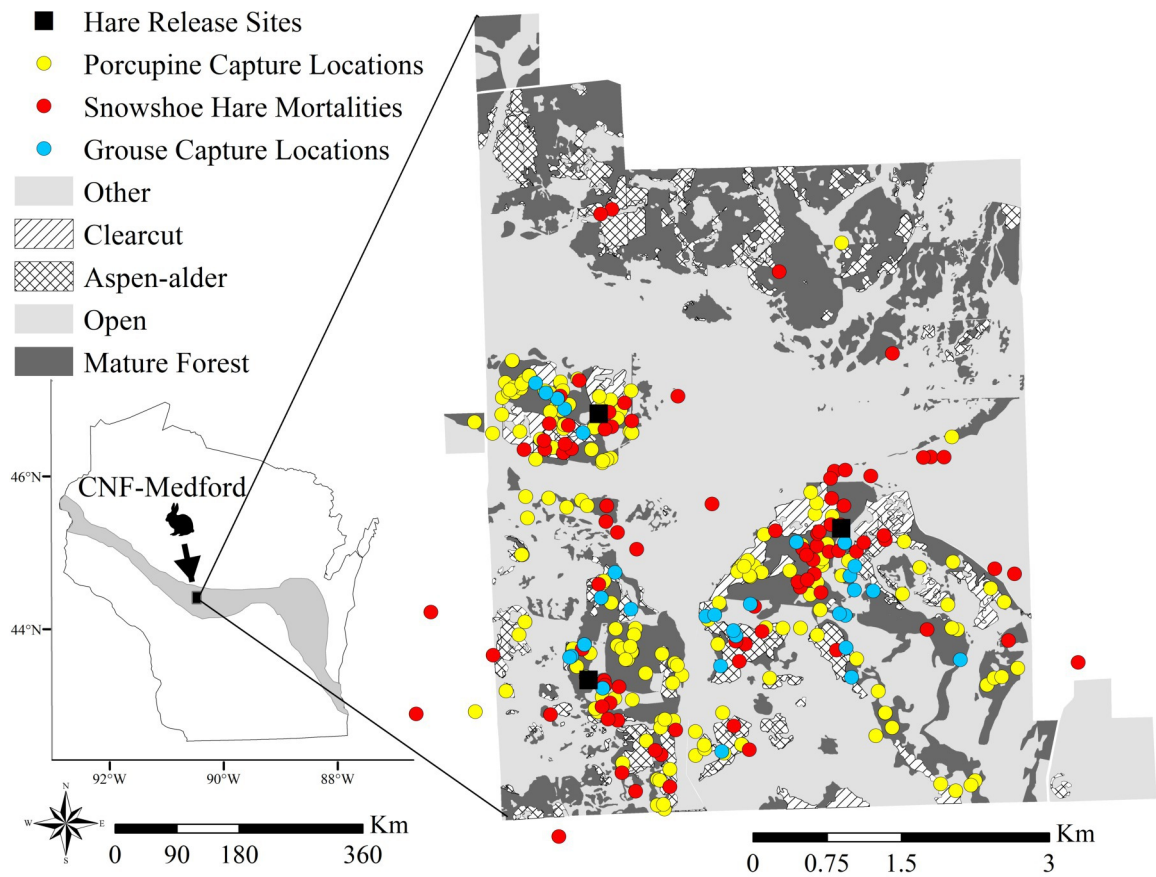 Hare Release Sites
Porcupine Capture Locations
Snowshoe Hare Mortalities
Grouse Capture Locations
Other
Clearcut
Aspen-alder
Open
Mature Forest
46°N
CNF-Medford
44°N
92°W 90°W 88°W
N
W E
S
Km
0 90 180 360
Km
0 0.75 1.5 3